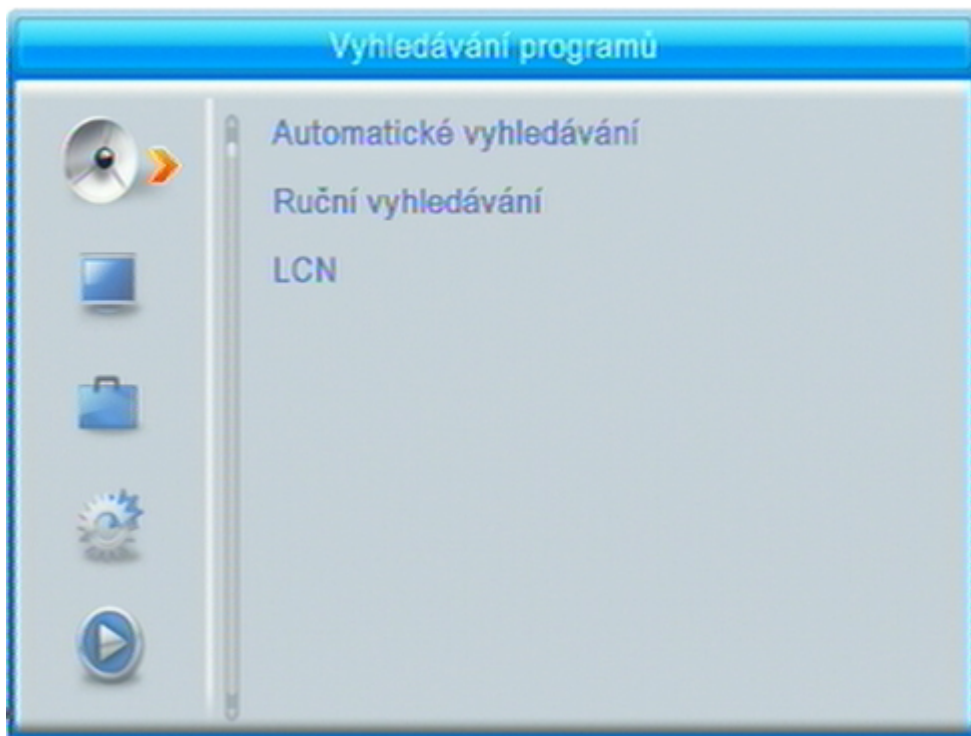 Vyhledávání programů
Automatické vyhledávání
Ruční vyhledávání
LCN